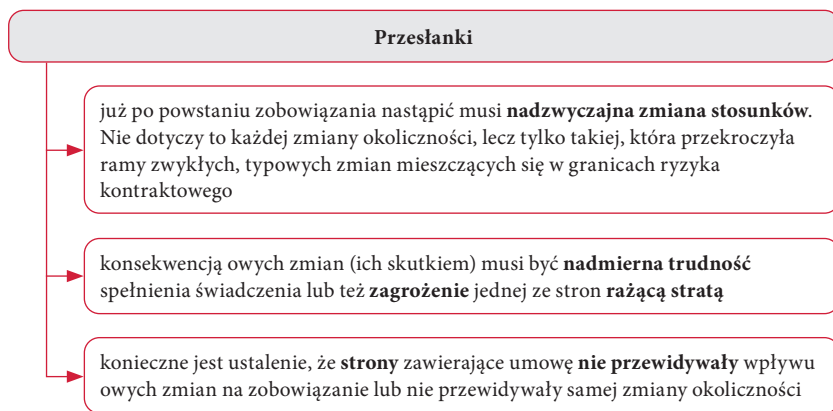 Przesłanki
już po powstaniu zobowiązania nastąpić musi nadzwyczajna zmiana stosunków.
Nie dotyczy to każdej zmiany okoliczności, lecz tylko takiej, która przekroczyła
ramy zwykłych, typowych zmian mieszczących się w granicach ryzyka
kontraktowego
konsekwencją owych zmian (ich skutkiem) musi być nadmierna trudność
spełnienia świadczenia lub też zagrożenie jednej ze stron rażącą stratą
konieczne jest ustalenie, że strony zawierające umowę nie przewidywały wpływu
owych zmian na zobowiązanie lub nie przewidywały samej zmiany okoliczności